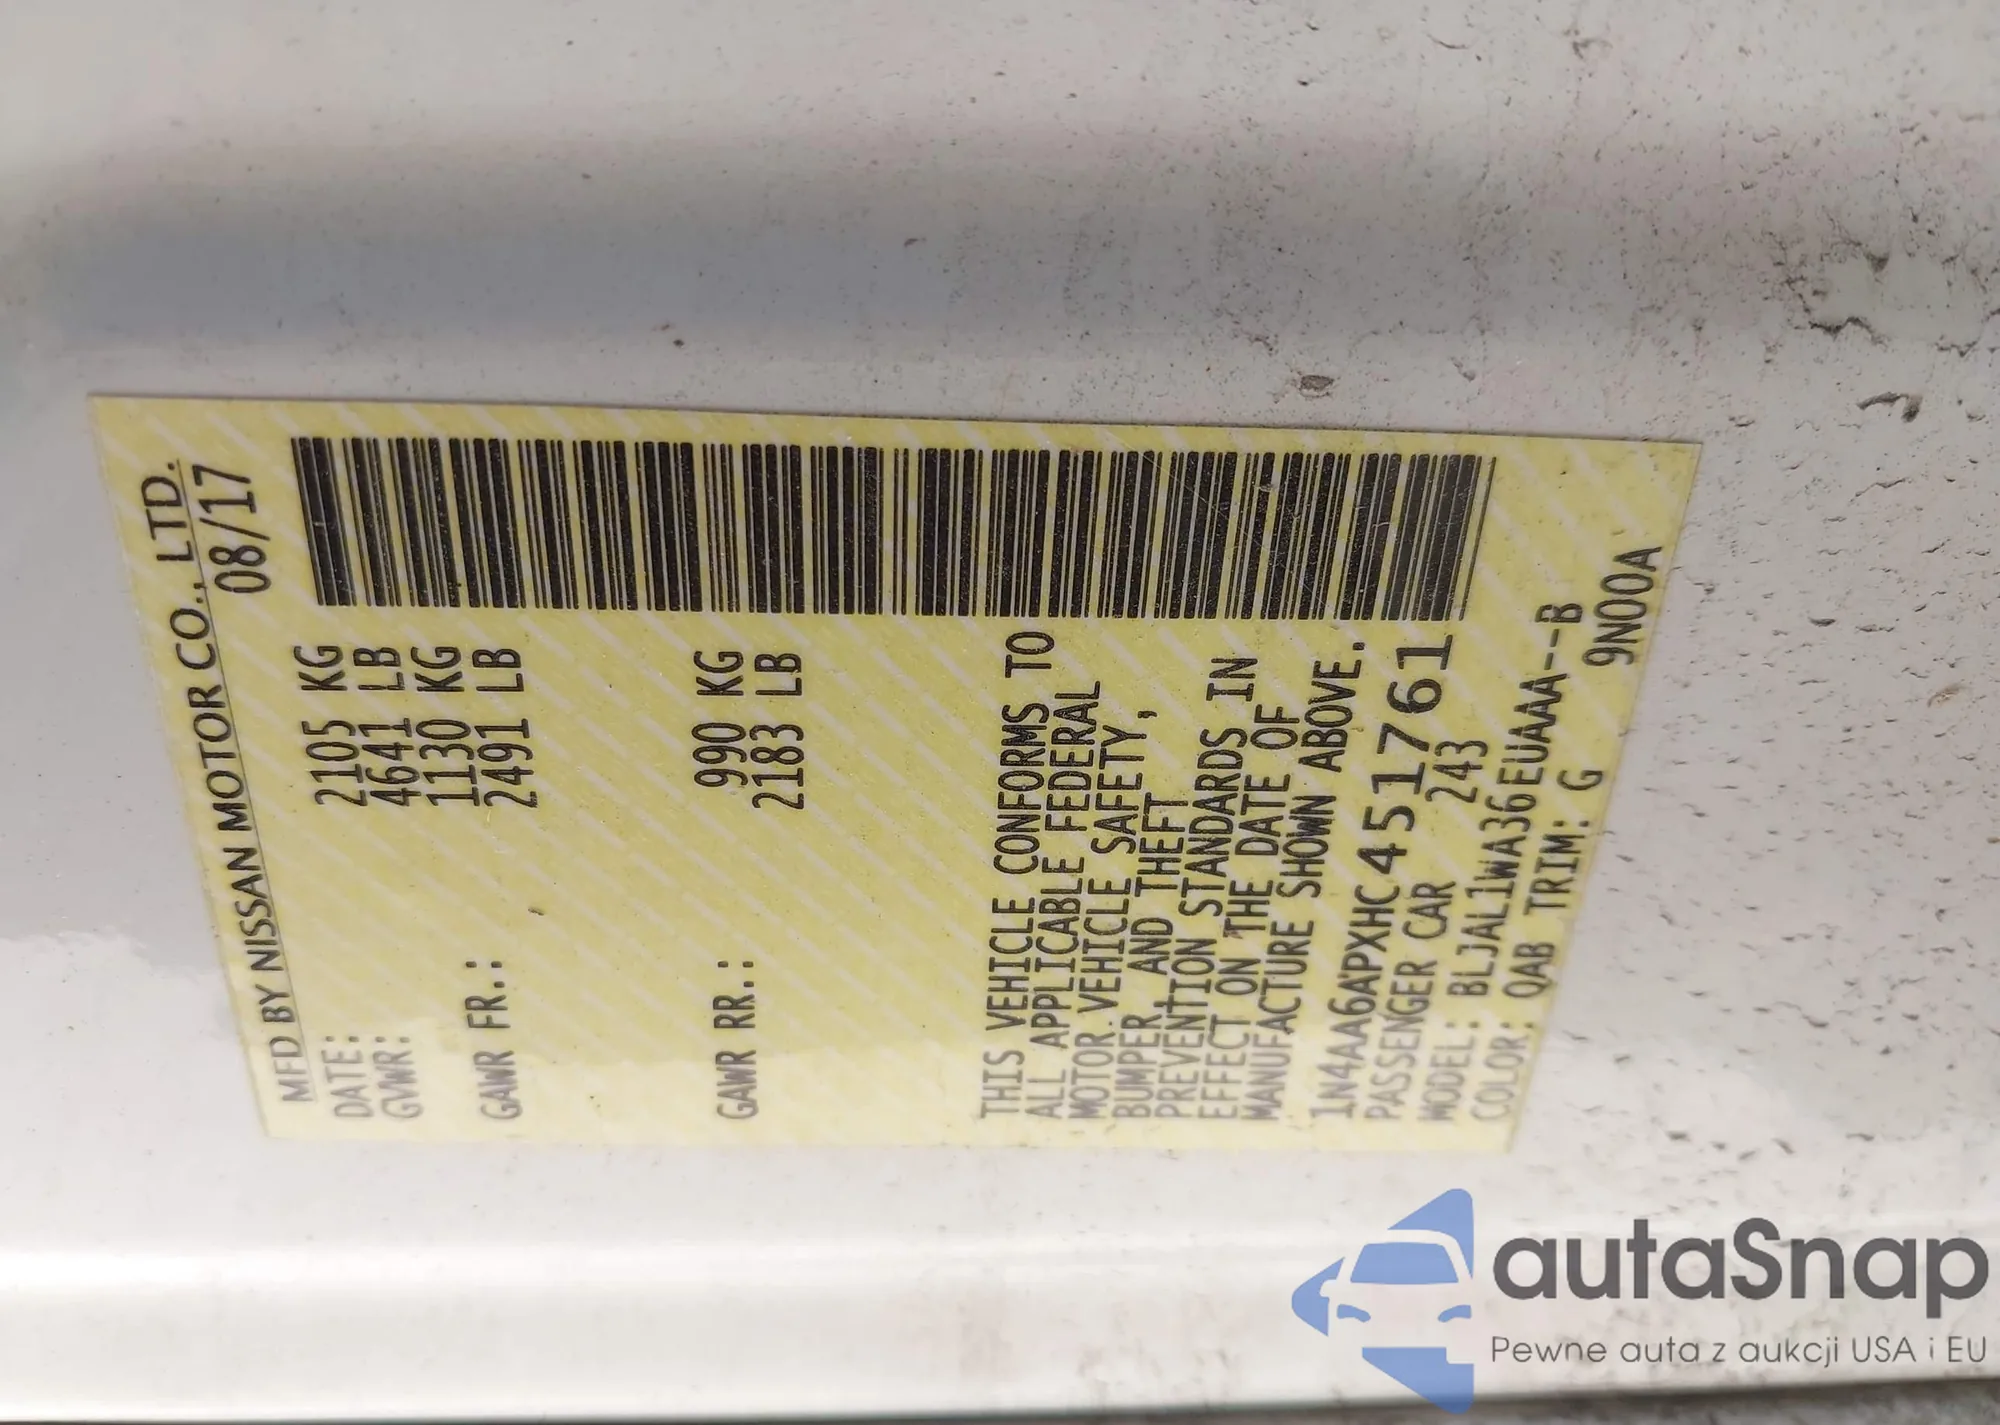 MFD BY NISSAN MOTOR CO., LTD.
DATE: 08/17
GVWR: 2105 KG
4641 LB
GAWR FR.: 1130 KG
2491 LB
GAWR RR.: 990 KG
2183 LB
THIS VEHICLE CONFORMS TO
ALL APPLICABLE FEDERAL
MOTOR VEHICLE SAFETY,
BUMPER, AND THEFT
PREVENTION STANDARDS IN
EFFECT ON THE DATE OF
MANUFACTURE SHOWN ABOVE.
1N4AA6APXHC451761
PASSENGER CAR 243
MODEL: BLJAL1WA36EUAAA--B
COLOR: QAB TRIM: G 9N00A
autaSnap
Pewne auta z aukcji USA i EU